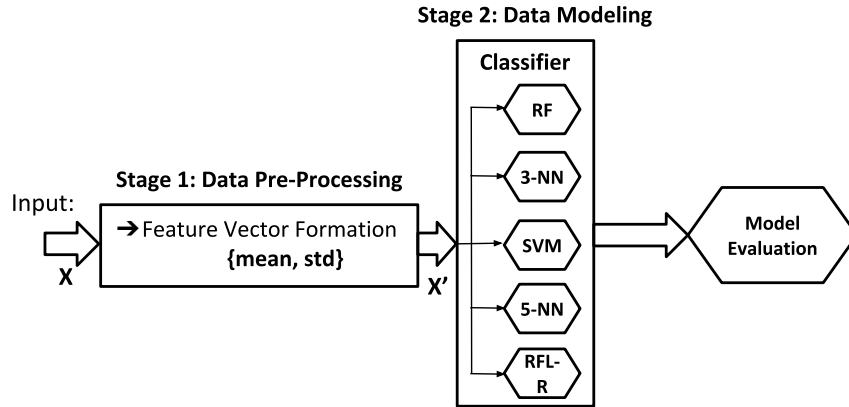 Stage 2: Data Modeling
Classifier
RF
Stage 1: Data Pre-Processing
3-NN
Input:
➔Feature Vector Formation
{mean, std}
X
X'
SVM
Model
Evaluation
5-NN
RFL-
R